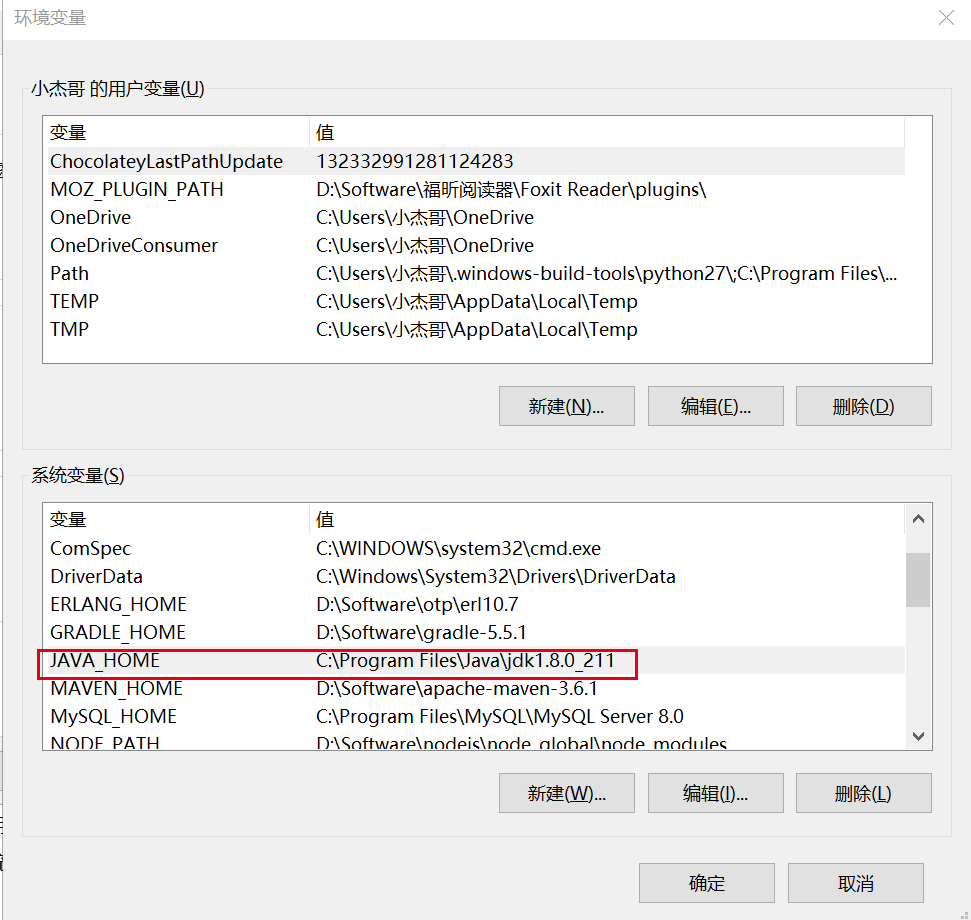 环境变量
小杰哥 的用户变量(U)
变量 值
ChocolateyLastPathUpdate 132332991281124283
MOZ_PLUGIN_PATH D:\Software\福昕阅读器\Foxit Reader\plugins\
OneDrive C:\Users\小杰哥\OneDrive
OneDriveConsumer C:\Users\小杰哥\OneDrive
Path C:\Users\小杰哥\.windows-build-tools\python27\;C:\Program Files\...
TEMP C:\Users\小杰哥\AppData\Local\Temp
TMP C:\Users\小杰哥\AppData\Local\Temp
新建(N)... 编辑(E)... 删除(D)
系统变量(S)
变量 值
ComSpec C:\WINDOWS\system32\cmd.exe
DriverData C:\Windows\System32\Drivers\DriverData
ERLANG_HOME D:\Software\otp\erl10.7
GRADLE_HOME D:\Software\gradle-5.5.1
JAVA_HOME C:\Program Files\Java\jdk1.8.0_211
MAVEN_HOME D:\Software\apache-maven-3.6.1
MySQL_HOME C:\Program Files\MySQL\MySQL Server 8.0
NODE_PATH D:\Software\nodejs\node_global\node_modules
新建(W)... 编辑(I)... 删除(L)
确定 取消